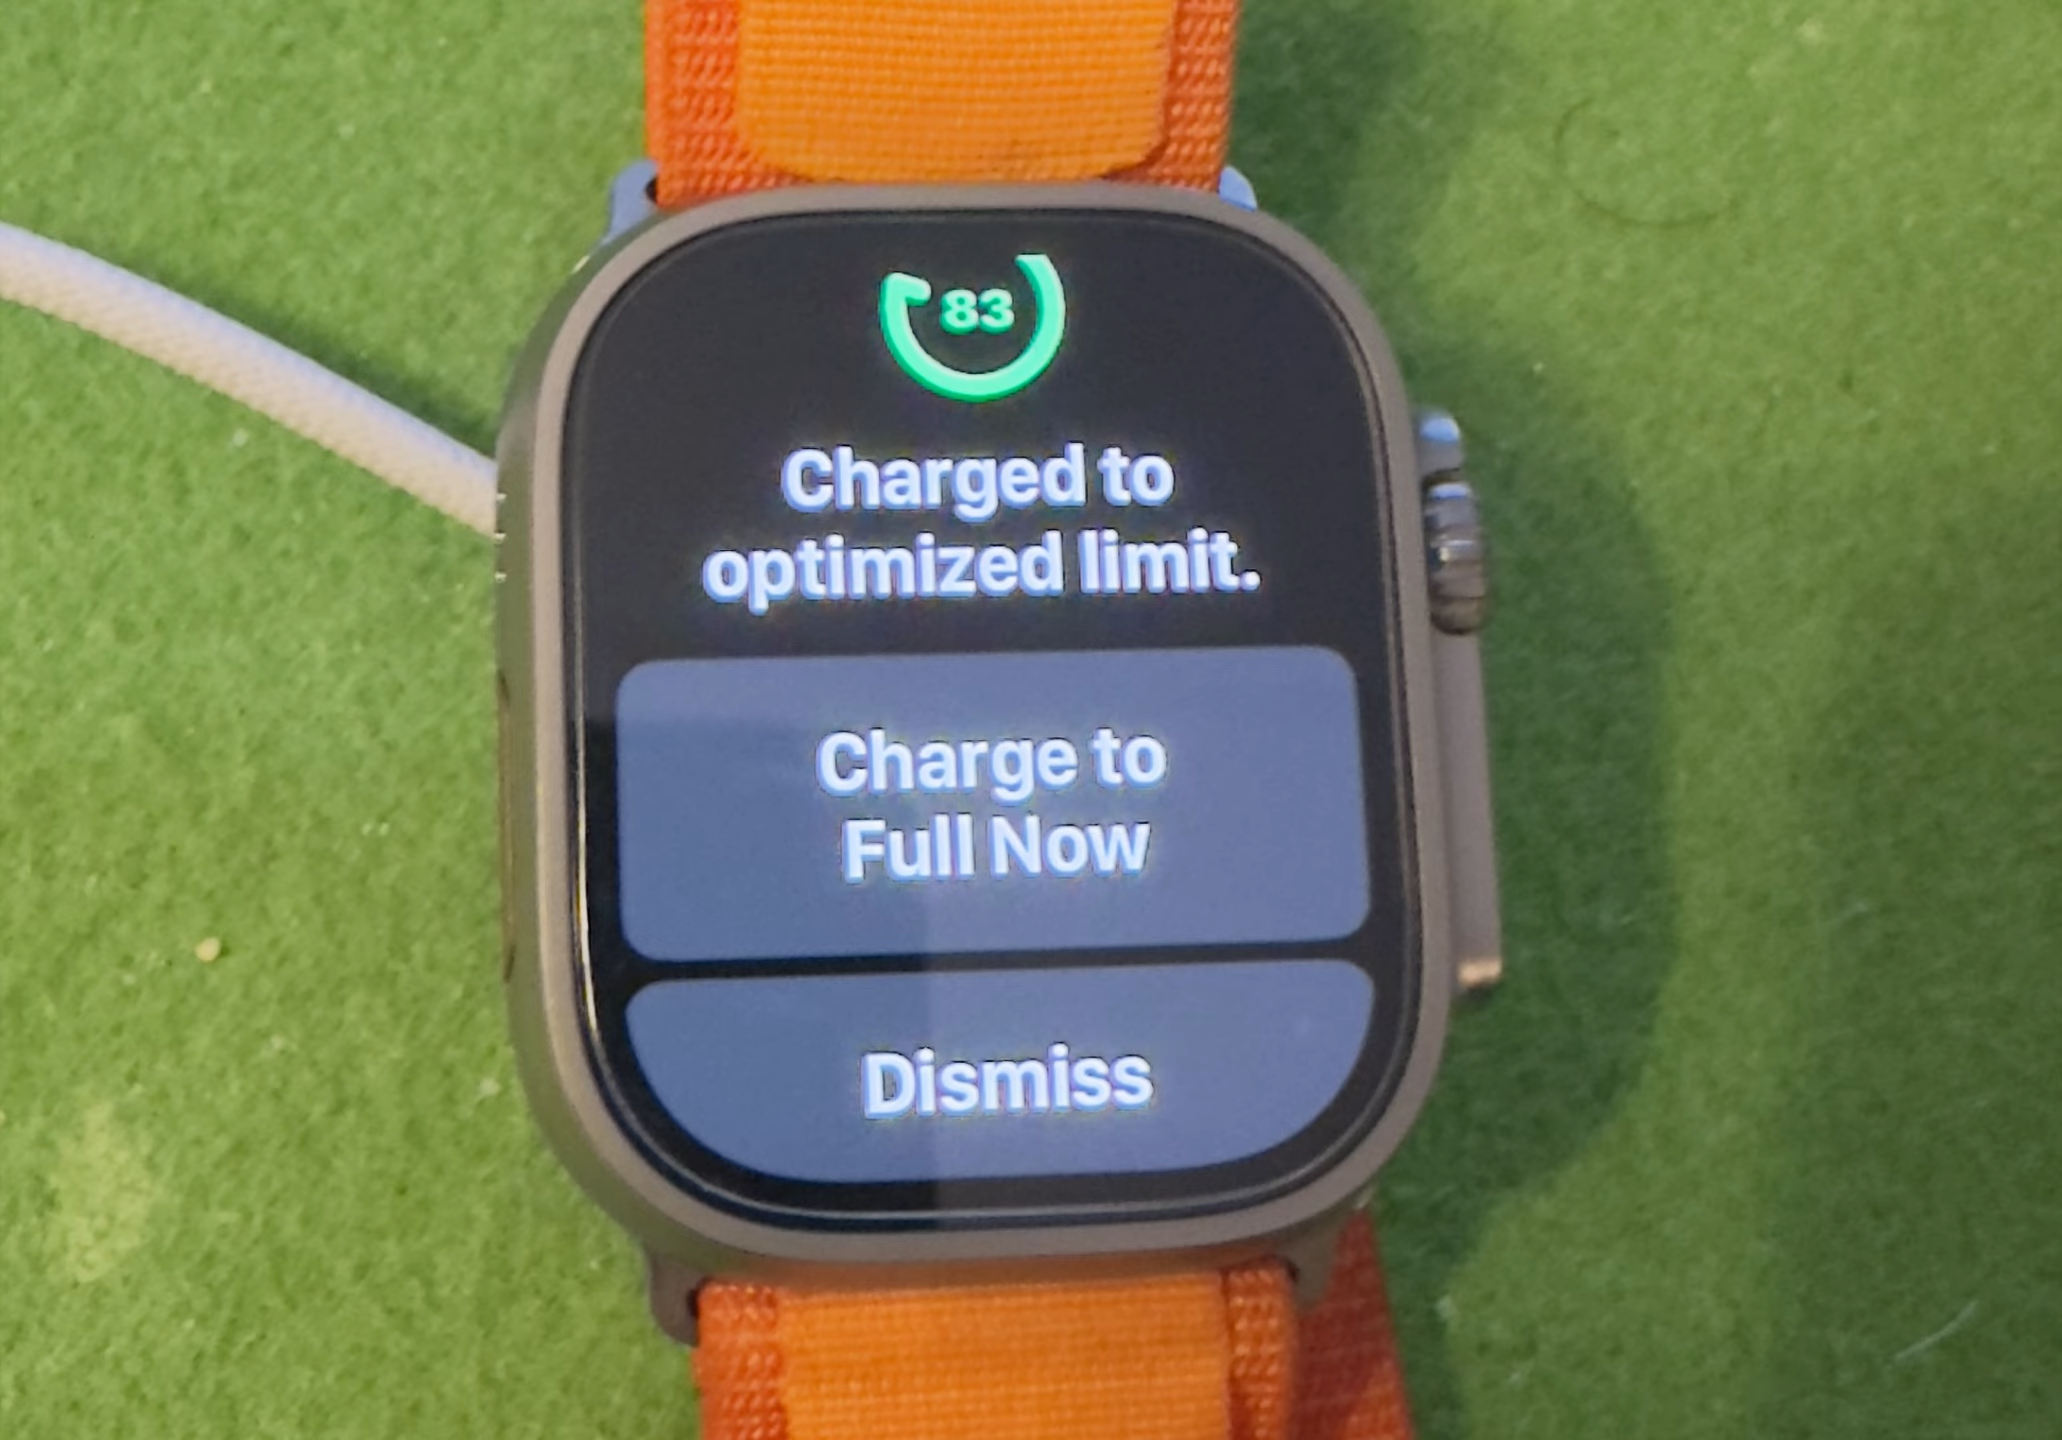 83
Charged to
optimized limit.
Charge to
Full Now
Dismiss